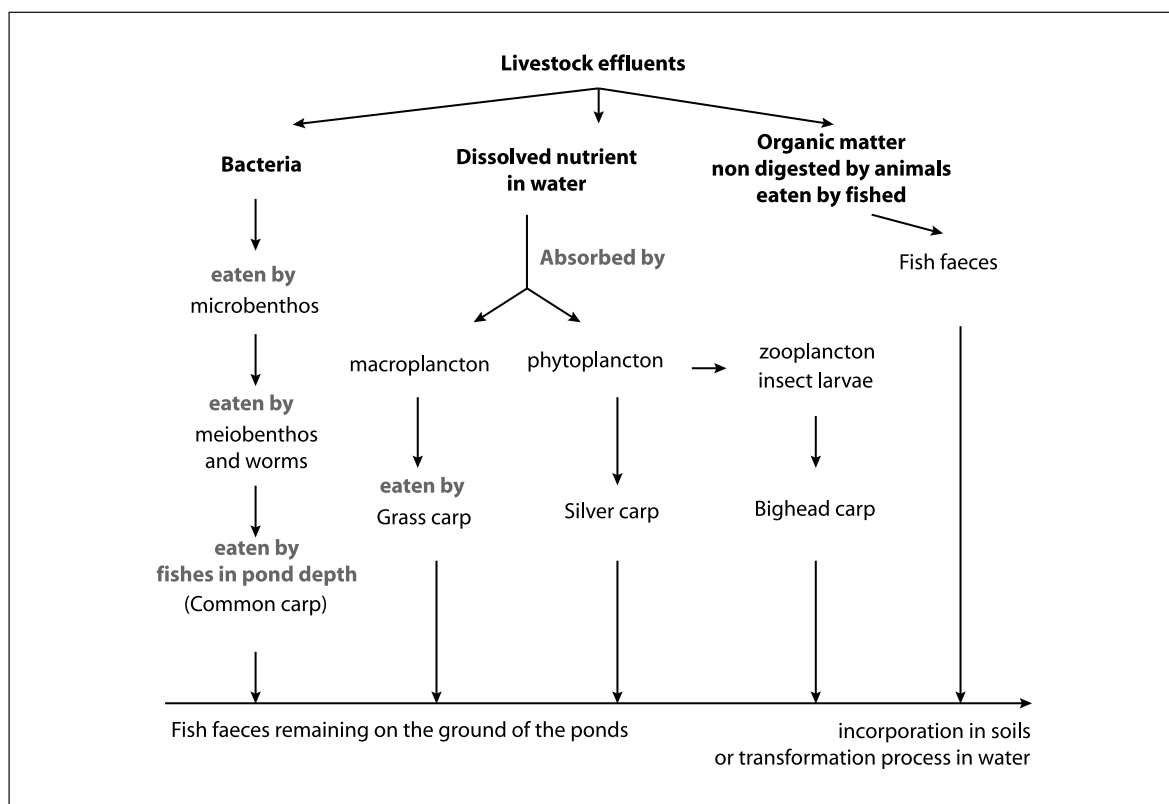 Livestock effluents
Bacteria
Dissolved nutrient
in water
Organic matter
non digested by animals
eaten by fished
Absorbed by
Fish faeces
eaten by
microbenthos
macroplancton
phytoplancton
zooplancton
insect larvae
eaten by
meiobenthos
and worms
eaten by
Grass carp
Silver carp
Bighead carp
eaten by
fishes in pond depth
(Common carp)
Fish faeces remaining on the ground of the ponds
incorporation in soils
or transformation process in water